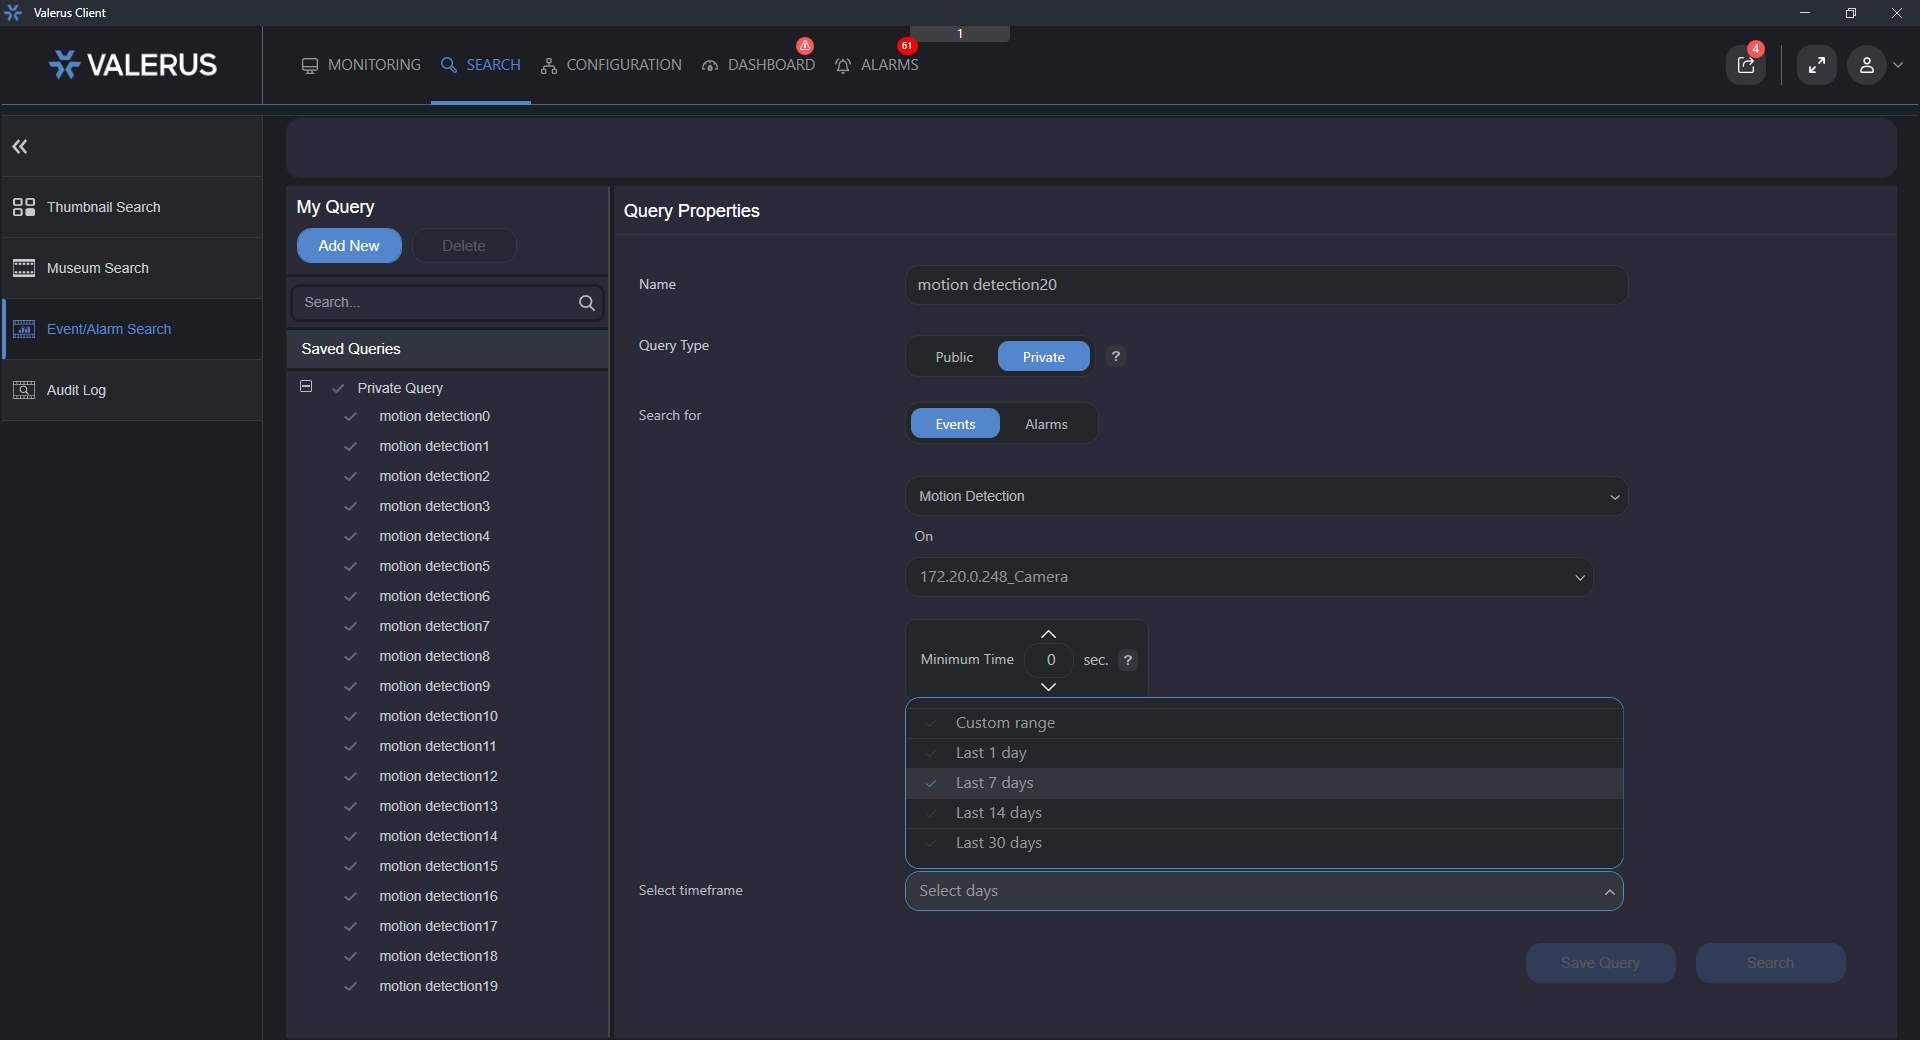 Valerus Client
1
VALERUS
MONITORING
SEARCH
CONFIGURATION
DASHBOARD
61
ALARMS
4
Thumbnail Search
Museum Search
Event/Alarm Search
Audit Log
My Query
Add New
Delete
Search...
Saved Queries
Private Query
motion detection0
motion detection1
motion detection2
motion detection3
motion detection4
motion detection5
motion detection6
motion detection7
motion detection8
motion detection9
motion detection10
motion detection11
motion detection12
motion detection13
motion detection14
motion detection15
motion detection16
motion detection17
motion detection18
motion detection19
Query Properties
Name
motion detection20
Query Type
Public
Private
?
Search for
Events
Alarms
Motion Detection
On
172.20.0.248_Camera
Minimum Time 0 sec. ?
Custom range
Last 1 day
Last 7 days
Last 14 days
Last 30 days
Select timeframe
Select days
Save Query
Search